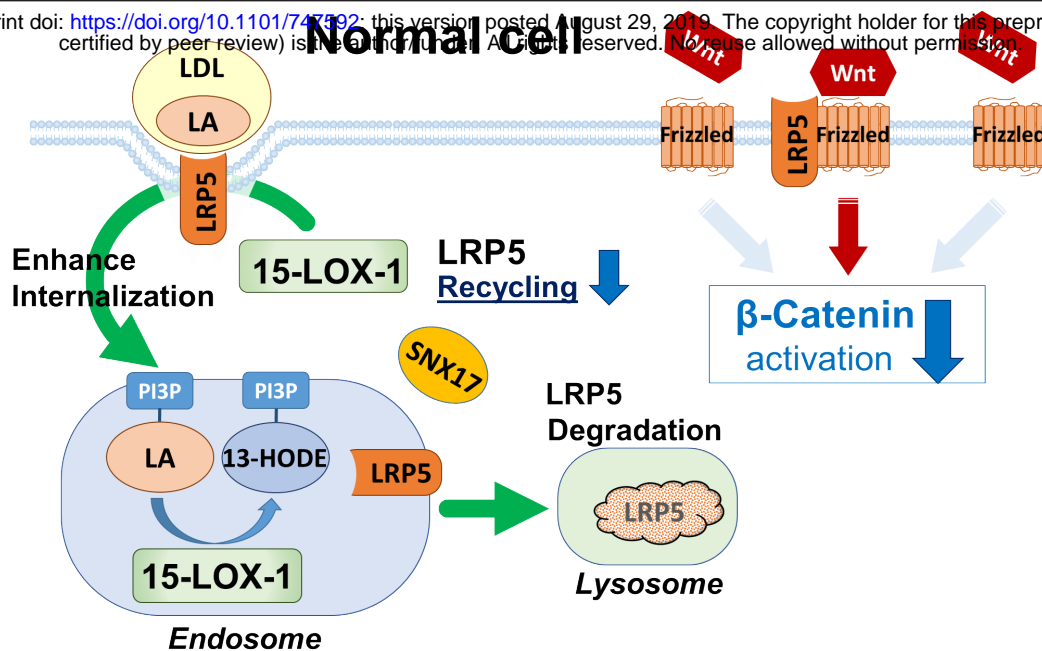 int doi: https://doi.org/10.1101/747592; this version posted August 29, 2019. The copyright holder for this prepr
certified by peer review) is the author/funder. All rights reserved. No reuse allowed without permission.
Normal cell
LDL
LA
LRP5
Wnt
Wnt
Wnt
Frizzled
LRP5
Frizzled
Frizzled
Enhance
Internalization
15-LOX-1
LRP5
Recycling
β-Catenin
activation
SNX17
PI3P
PI3P
LA
13-HODE
LRP5
15-LOX-1
Endosome
LRP5
Degradation
LRP5
Lysosome